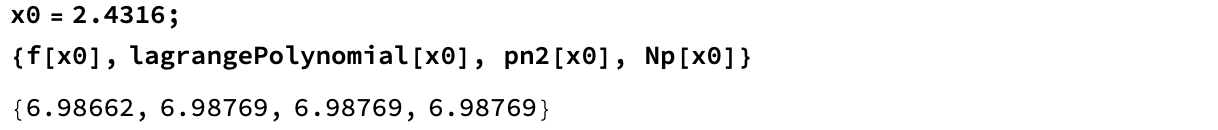 x0 = 2.4316;
{f[x0], lagrangePolynomial[x0], pn2[x0], Np[x0]}
{6.98662, 6.98769, 6.98769, 6.98769}